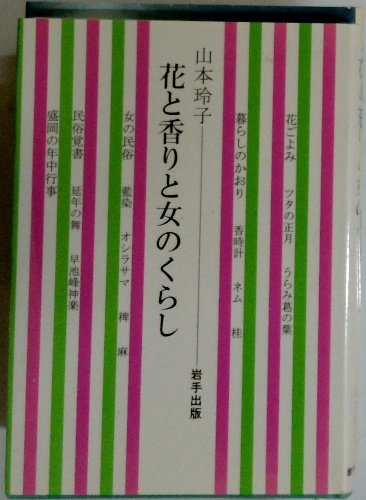 花ごよみ ツタの正月 うらみ葛の葉
暮らしのかおり 香時計 ネム 桂
山本玲子
岩手出版
花と香りと女のくらし
女の民俗 藍染 オシラサマ 稗 麻
民俗覚書 延年の舞 早池峰神楽
盛岡の年中行事